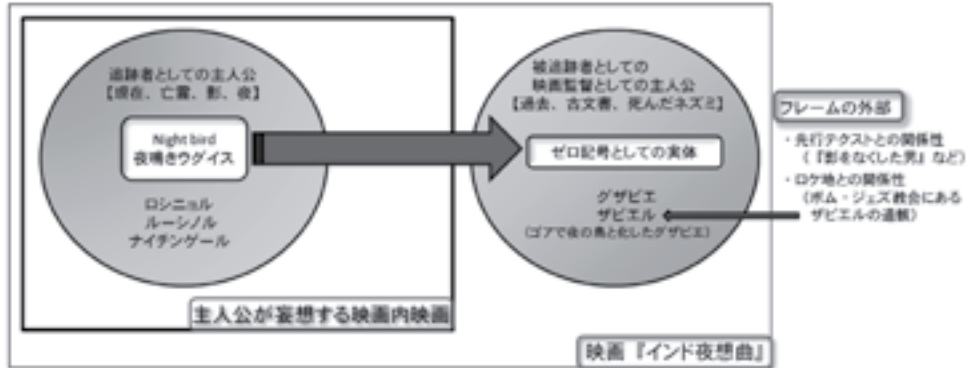 追跡者としての主人公
【現在、亡霊、影、夜】
Night bird
夜鳴きウグイス
ロシニョル
ルーシノル
ナイチンゲール
主人公が妄想する映画内映画
被追跡者としての
映画監督としての主人公
【過去、古文書、死んだネズミ】
ゼロ記号としての実体
グザビエ
ザビエル
(ゴアで夜の鳥と化したグザビエ)
映画『インド夜想曲』
フレームの外部
・先行テクストとの関係性
(『影をなくした男』など)
・ロケ地との関係性
(ボム・ジェズ教会にある
ザビエルの遺骸)